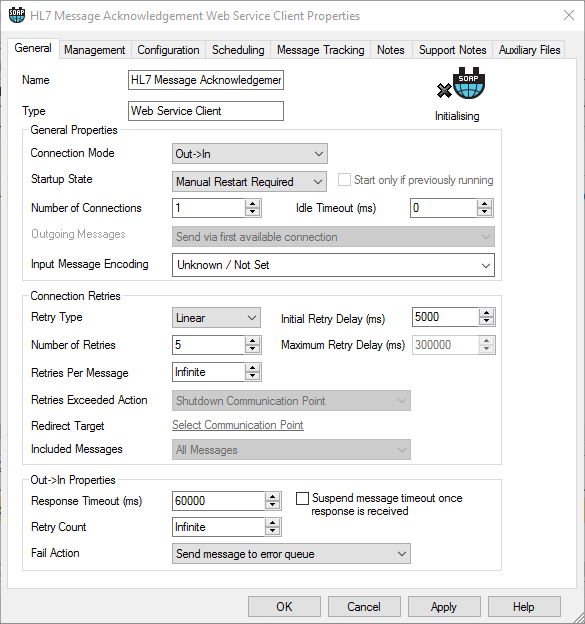 HL7 Message Acknowledgement Web Service Client Properties
General Management Configuration Scheduling Message Tracking Notes Support Notes Auxiliary Files
Name HL7 Message Acknowledgemer
SOAP
Type Web Service Client
Initialising
General Properties
Connection Mode Out->In
Startup State Manual Restart Required Start only if previously running
Number of Connections 1 Idle Timeout (ms) 0
Outgoing Messages Send via first available connection
Input Message Encoding Unknown / Not Set
Connection Retries
Retry Type Linear Initial Retry Delay (ms) 5000
Number of Retries 5 Maximum Retry Delay (ms) 300000
Retries Per Message Infinite
Retries Exceeded Action Shutdown Communication Point
Redirect Target Select Communication Point
Included Messages All Messages
Out->In Properties
Response Timeout (ms) 60000 Suspend message timeout once
response is received
Retry Count Infinite
Fail Action Send message to error queue
OK Cancel Apply Help